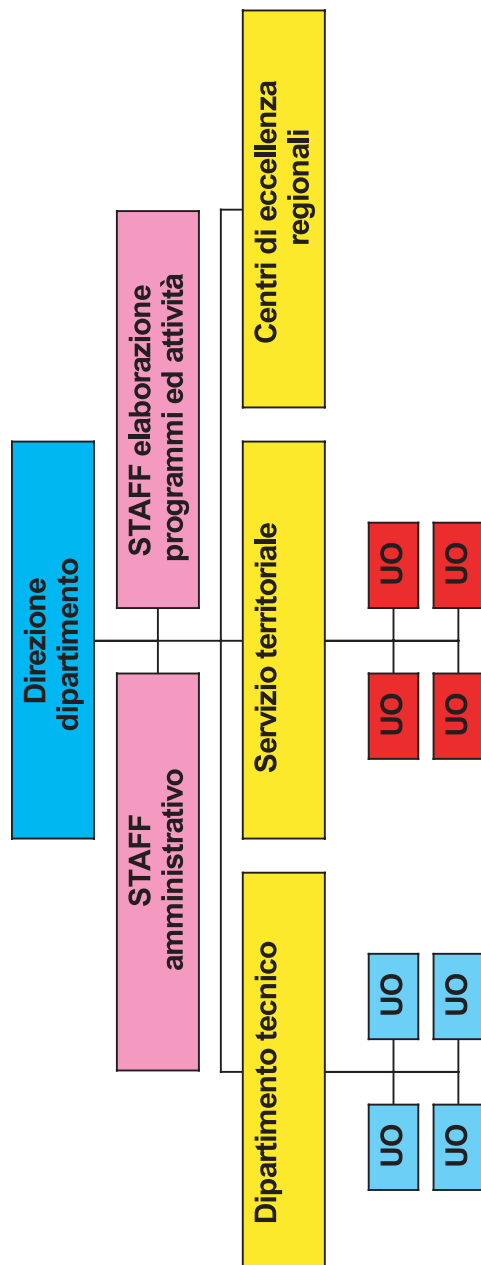 Direzione
dipartimento
STAFF
amministrativo
STAFF elaborazione
programmi ed attività
Dipartimento tecnico
Servizio territoriale
Centri di eccellenza
regionali
UO
UO
UO
UO
UO
UO
UO
UO